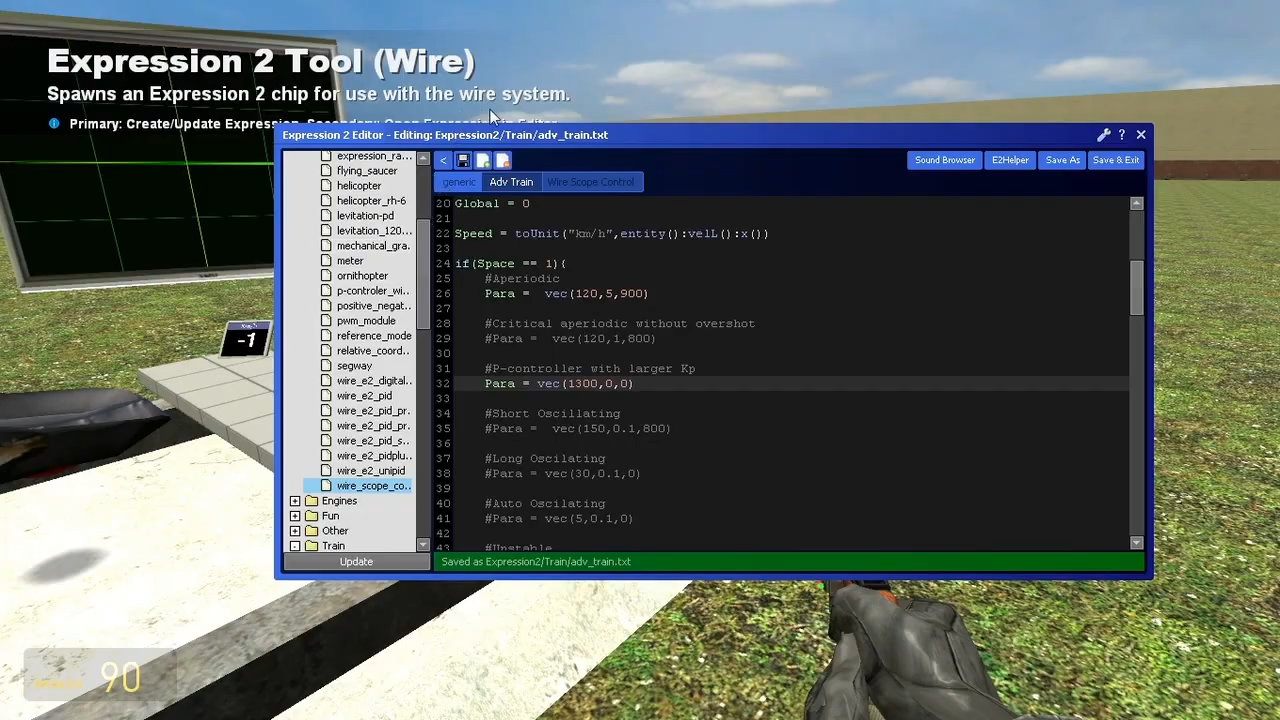 Expression 2 Tool (Wire)
Spawns an Expression 2 chip for use with the wire system.
Primary: Create/Update Expression, Secondary: Open Expression in Editor
Expression 2 Editor - Editing: Expression2/Train/adv_train.txt
? 
<
Sound Browser
E2Helper
Save As
Save & Exit
generic
Adv Train
Wire Scope Control
expression_ra...
flying_saucer
helicopter
helicopter_rh-6
levitation-pd
levitation_120...
mechanical_gra.
meter
ornithopter
p-controler_wi...
positive_negat..
pwm_module
reference_mode
relative_coord..
segway
wire_e2_digital..
wire_e2_pid
wire_e2_pid_pr.
wire_e2_pid_pr..
wire_e2_pid_s..
wire_e2_pidplu..
wire_e2_unipid
wire_scope_co..
Engines
Fun
Other
Train
Update
20 Global = 0
21
22 Speed = toUnit("km/h",entity():velL():x())
23
24 if(Space == 1){
25 #Aperiodic
26 Para =  vec(120,5,900)
27
28 #Critical aperiodic without overshot
29 #Para =  vec(120,1,800)
30
31 #P-controller with larger Kp
32 Para = vec(1300,0,0)
33
34 #Short Oscillating
35 #Para =  vec(150,0.1,800)
36
37 #Long Oscilating
38 #Para = vec(30,0.1,0)
39
40 #Auto Oscilating
41 #Para = vec(5,0.1,0)
42
43 #Unstable
Saved as Expression2/Train/adv_train.txt
-1
90